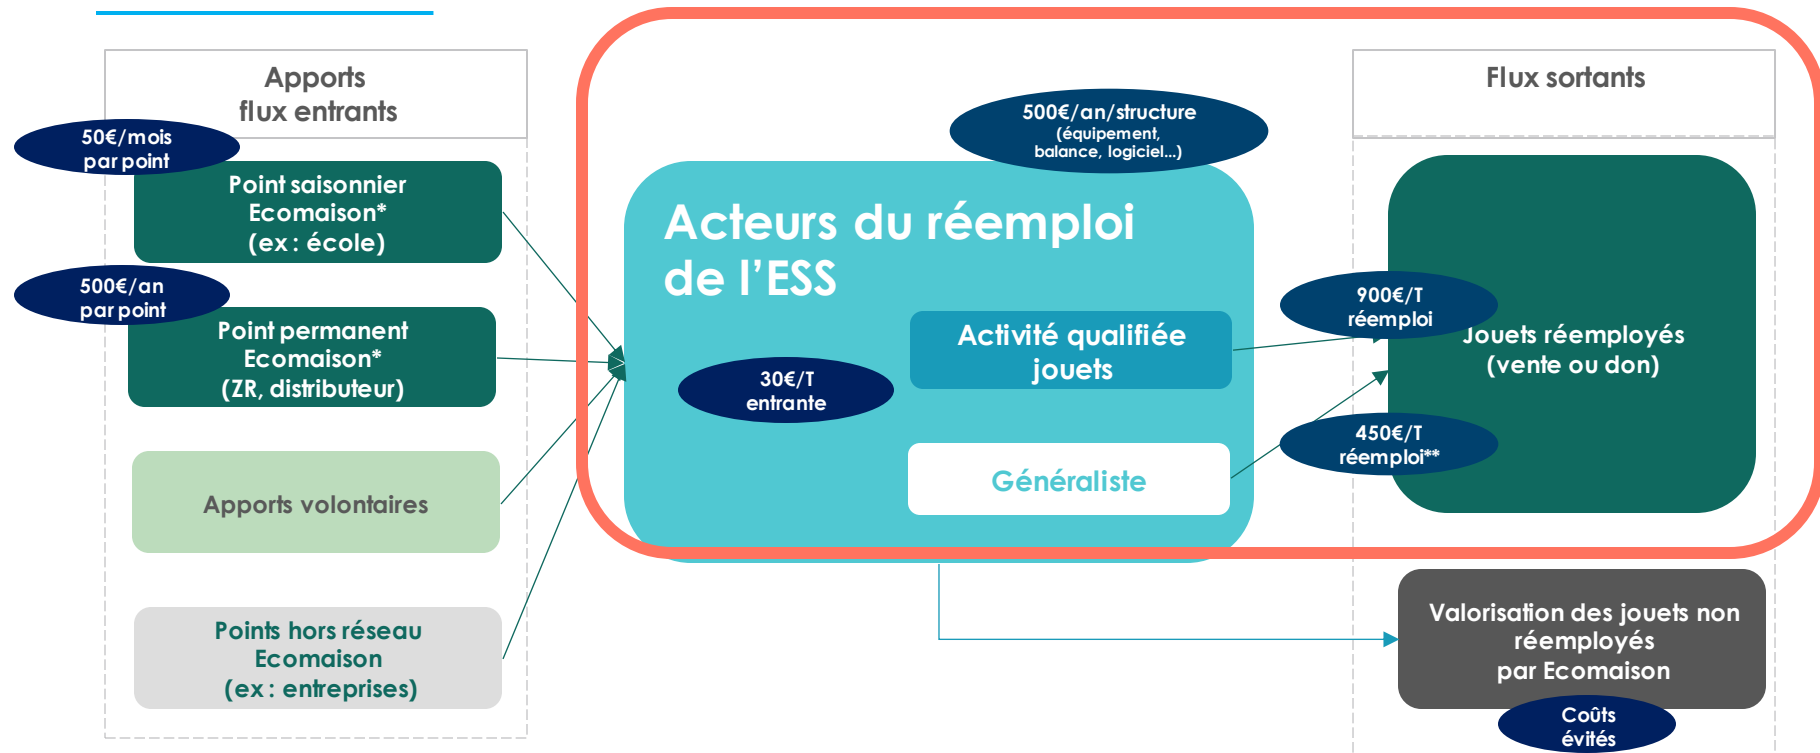 Apports
flux entrants
50€/mois
par point
Point saisonnier
Ecomaison*
(ex : école)
500€/an
par point
Point permanent
Ecomaison*
(ZR, distributeur)
Apports volontaires
Points hors réseau
Ecomaison
(ex : entreprises)
500€/an/structure
(équipement,
balance, logiciel...)
Acteurs du réemploi
de l’ESS
30€/T
entrante
Activité qualifiée
jouets
Généraliste
Flux sortants
900€/T
réemploi
450€/T
réemploi**
Jouets réemployés
(vente ou don)
Valorisation des jouets non
réemployés
par Ecomaison
Coûts
évités